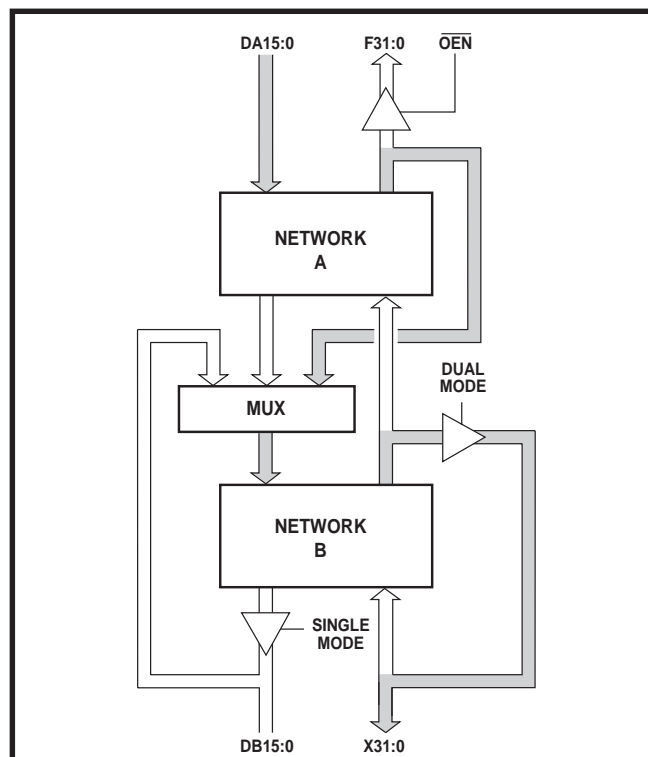 DA15:0
F31:0
OEN
NETWORK
A
DUAL
MODE
MUX
NETWORK
B
SINGLE
MODE
DB15:0
X31:0